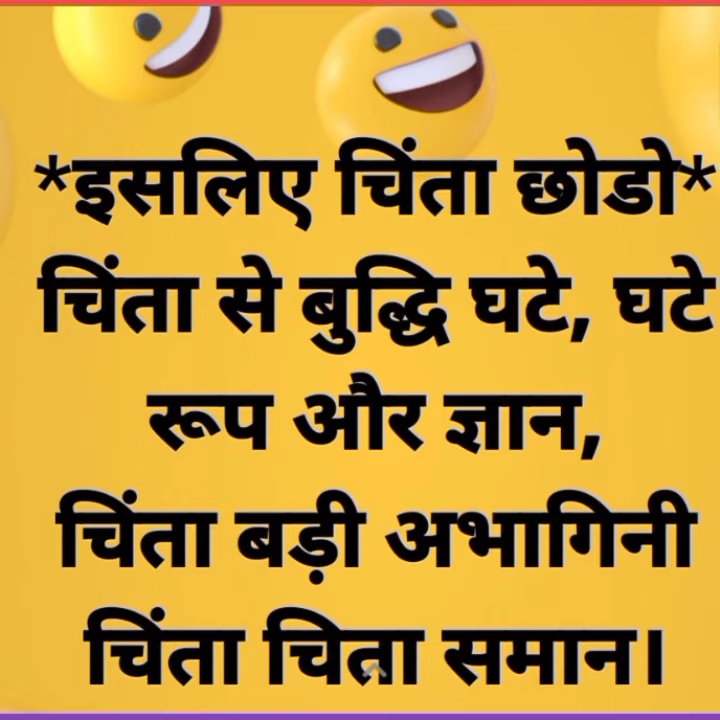 *इसलिए चिंता छोडो*
चिंता से बुद्धि घटे, घटे
रूप और ज्ञान,
चिंता बड़ी अभागिनी
चिंता चिता समान।